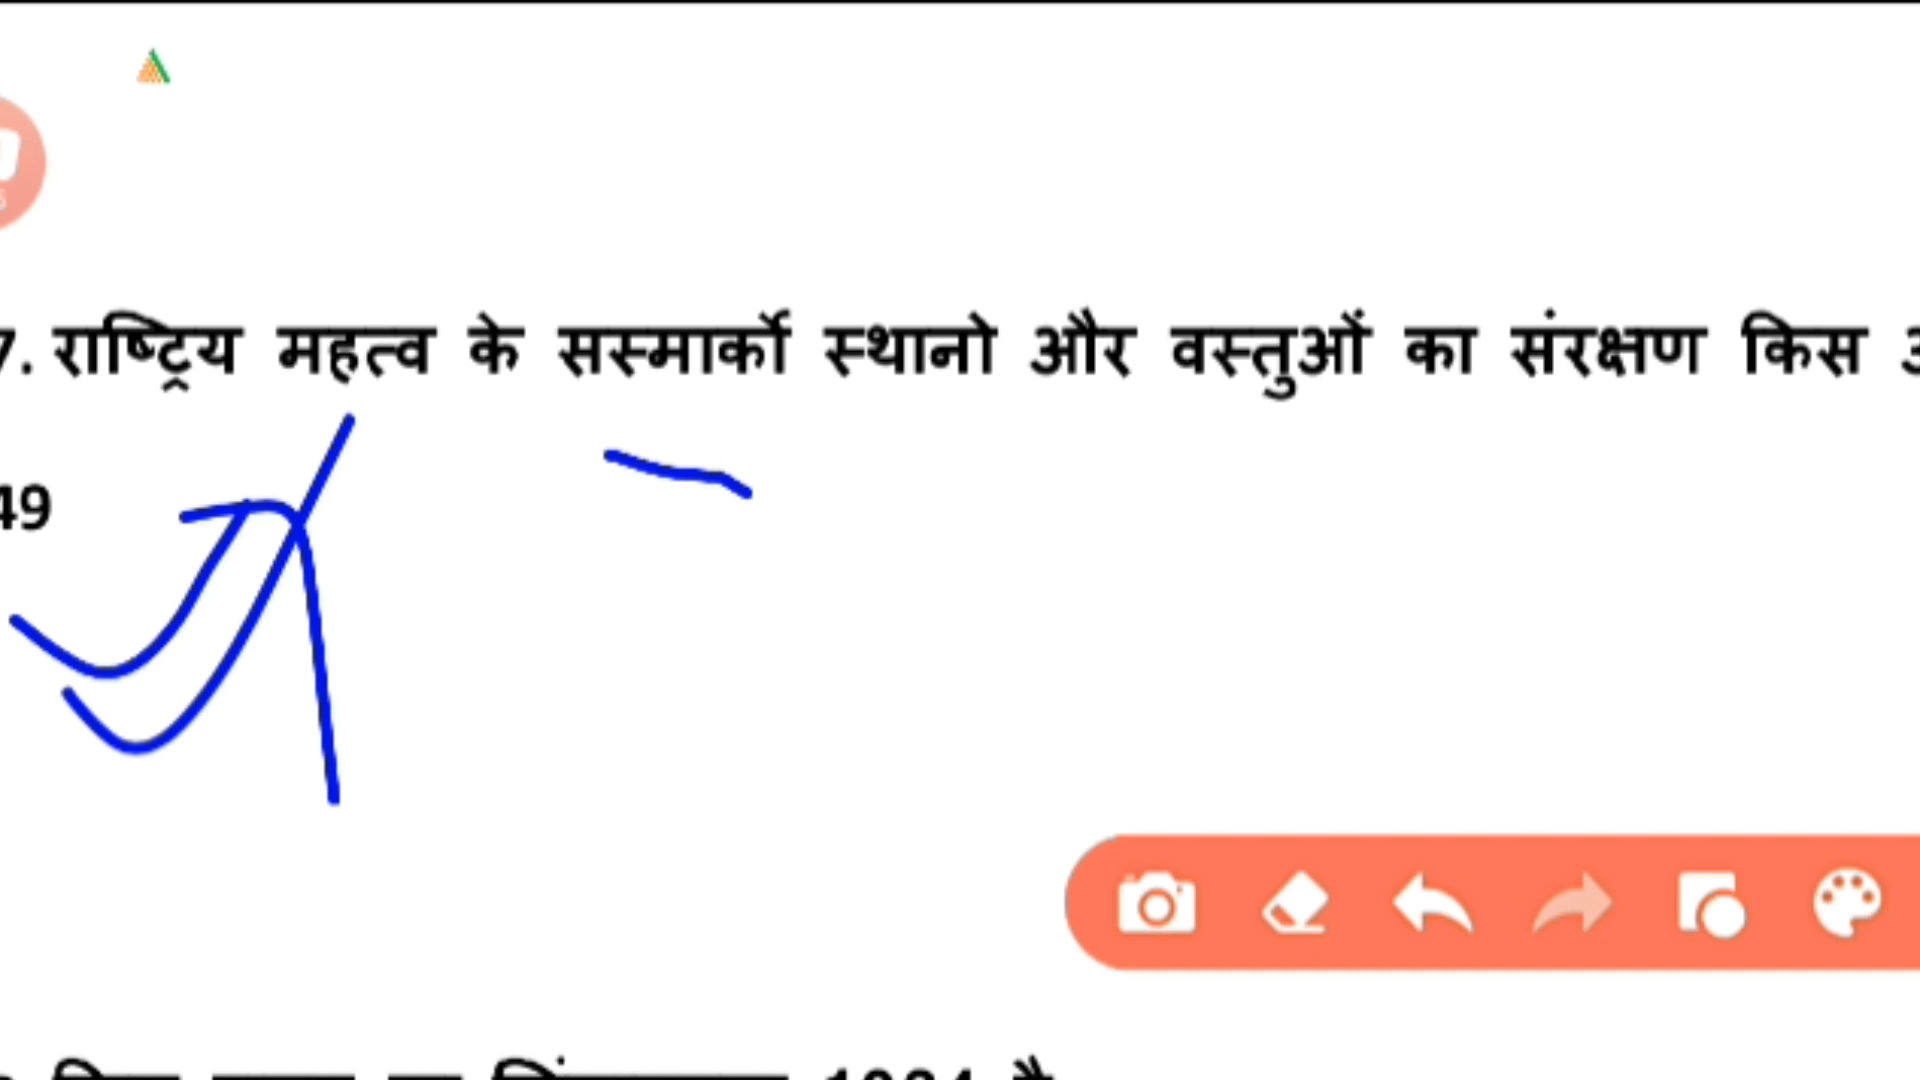 7. राष्ट्रिय महत्व के सस्मार्को स्थानो और वस्तुओं का संरक्षण किस
49